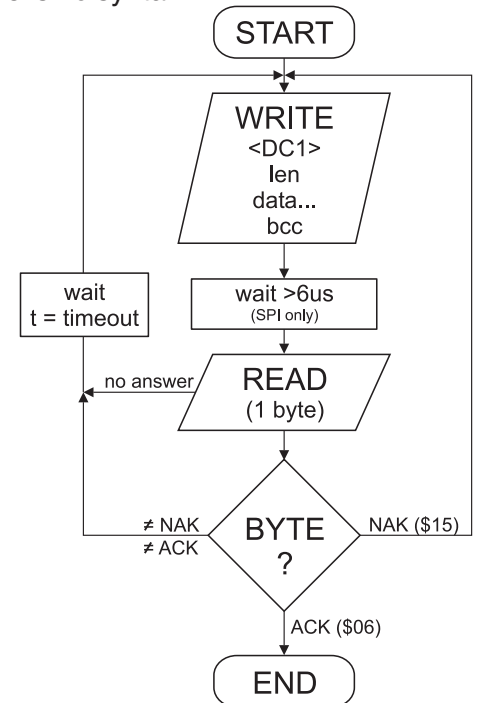 START
WRITE
<DC1>
len
data...
bcc
wait >6us
(SPI only)
wait
t = timeout
no answer
READ
(1 byte)
≠ NAK
≠ ACK
BYTE
?
NAK ($15)
ACK ($06)
END